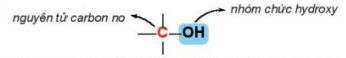 nguyên tử carbon no
nhóm chức hydroxy
C OH